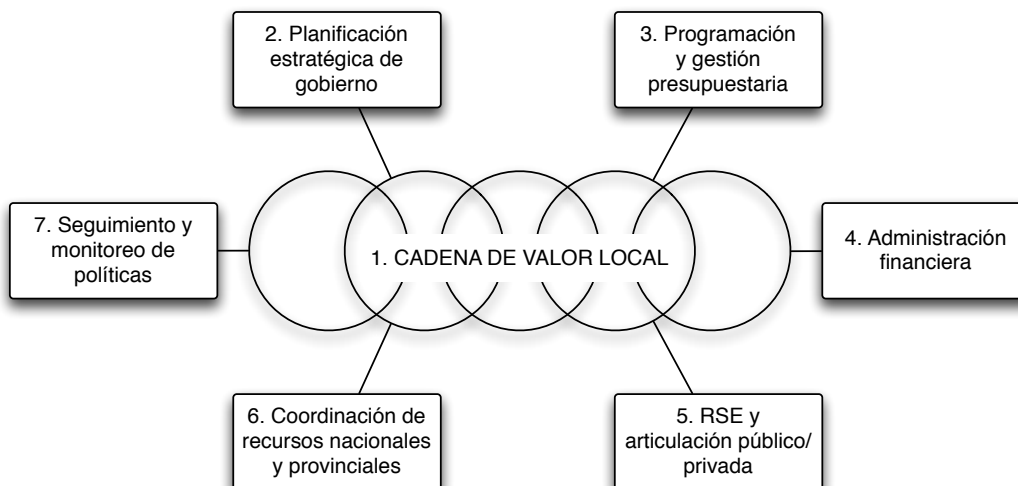 2. Planificación
estratégica de
gobierno
3. Programación
y gestión
presupuestaria
7. Seguimiento y
monitoreo de
políticas
1. CADENA DE VALOR LOCAL
4. Administración
financiera
6. Coordinación de
recursos nacionales
y provinciales
5. RSE y
articulación público/
privada